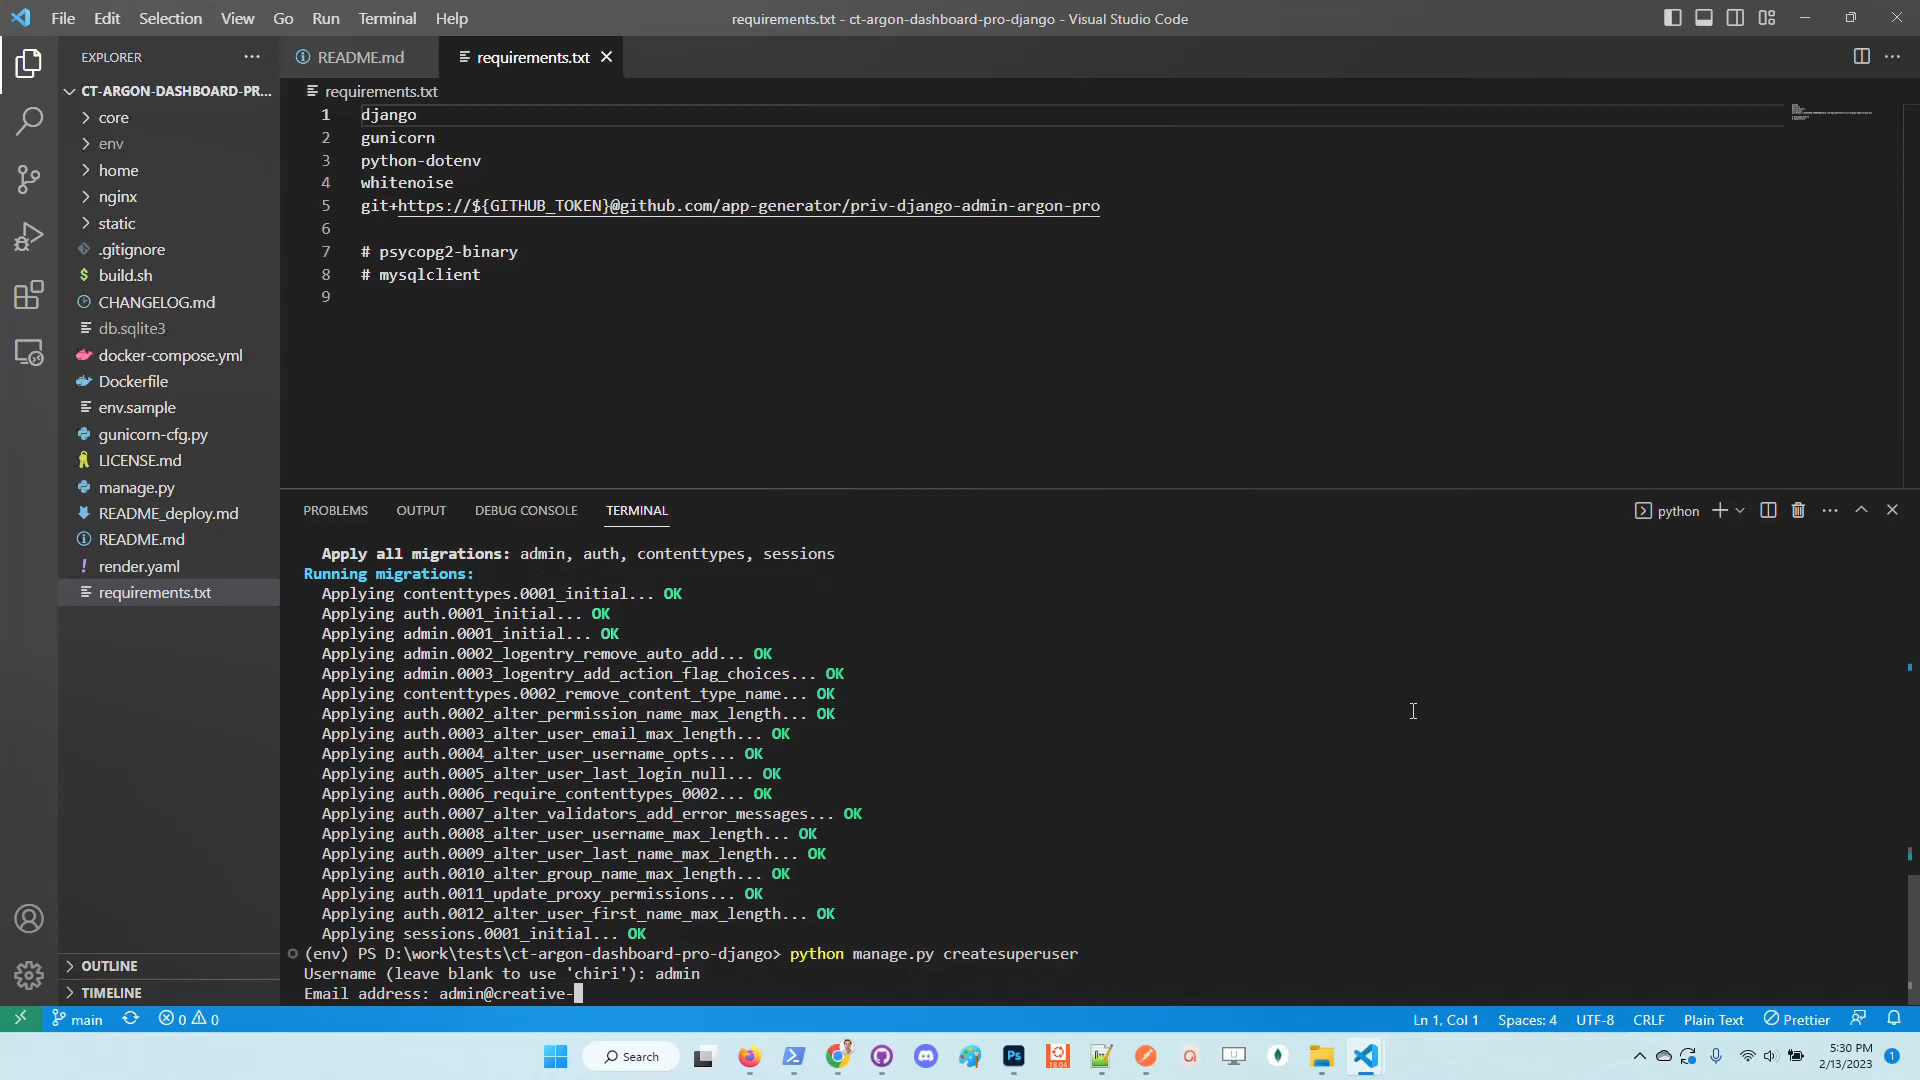 File Edit Selection View Go Run Terminal Help
requirements.txt - ct-argon-dashboard-pro-django - Visual Studio Code
EXPLORER
README.md
requirements.txt
CT-ARGON-DASHBOARD-PR...
core
env
home
nginx
static
.gitignore
build.sh
CHANGELOG.md
db.sqlite3
docker-compose.yml
Dockerfile
env.sample
gunicorn-cfg.py
LICENSE.md
manage.py
README_deploy.md
README.md
render.yaml
requirements.txt
OUTLINE
TIMELINE
requirements.txt
1 django
2 gunicorn
3 python-dotenv
4 whitenoise
5 git+https://${GITHUB_TOKEN}@github.com/app-generator/priv-django-admin-argon-pro
6
7 # psycopg2-binary
8 # mysqlclient
9
PROBLEMS OUTPUT DEBUG CONSOLE TERMINAL
python
Apply all migrations: admin, auth, contenttypes, sessions
Running migrations:
Applying contenttypes.0001_initial... OK
Applying auth.0001_initial... OK
Applying admin.0001_initial... OK
Applying admin.0002_logentry_remove_auto_add... OK
Applying admin.0003_logentry_add_action_flag_choices... OK
Applying contenttypes.0002_remove_content_type_name... OK
Applying auth.0002_alter_permission_name_max_length... OK
Applying auth.0003_alter_user_email_max_length... OK
Applying auth.0004_alter_user_username_opts... OK
Applying auth.0005_alter_user_last_login_null... OK
Applying auth.0006_require_contenttypes_0002... OK
Applying auth.0007_alter_validators_add_error_messages... OK
Applying auth.0008_alter_user_username_max_length... OK
Applying auth.0009_alter_user_last_name_max_length... OK
Applying auth.0010_alter_group_name_max_length... OK
Applying auth.0011_update_proxy_permissions... OK
Applying auth.0012_alter_user_first_name_max_length... OK
Applying sessions.0001_initial... OK
(env) PS D:\work\tests\ct-argon-dashboard-pro-django> python manage.py createsuperuser
Username (leave blank to use 'chiri'): admin
Email address: admin@creative-
main 0 0
Ln 1, Col 1 Spaces: 4 UTF-8 CRLF Plain Text Prettier
Search
Ps
18.04
5:30 PM
2/13/2023
1